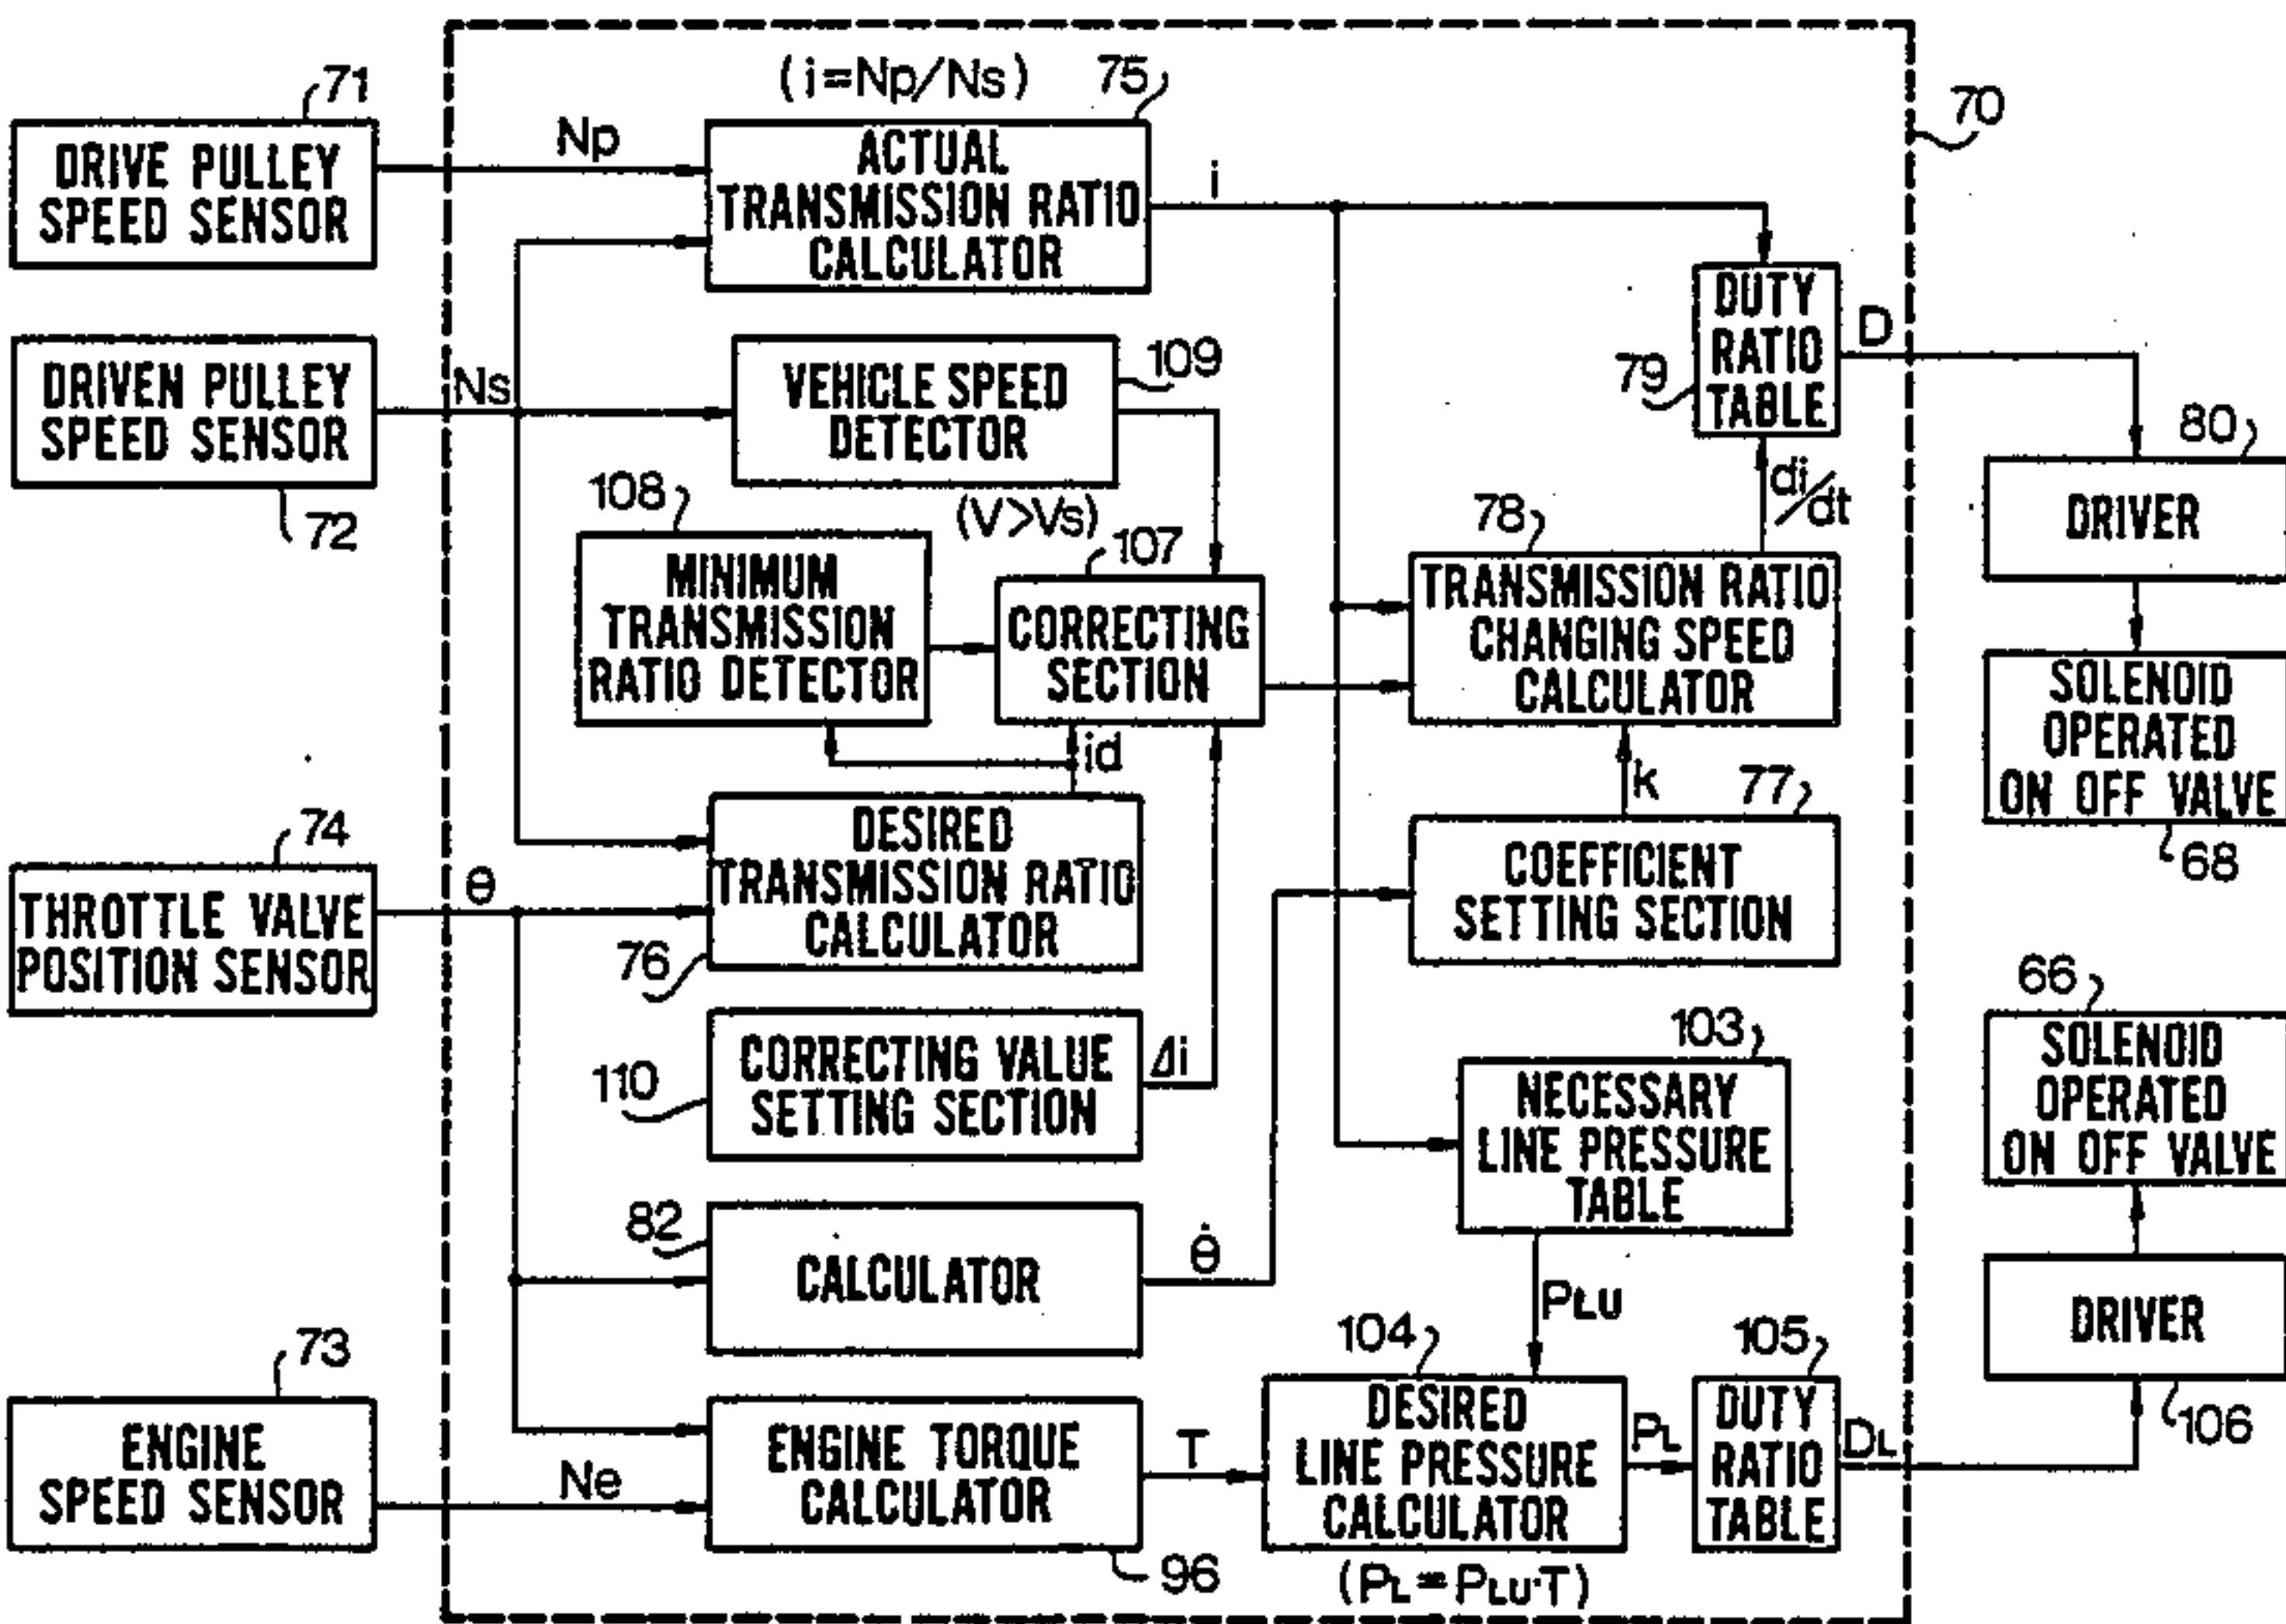 (i=Np/Ns)
75
70
71
DRIVE PULLEY
SPEED SENSOR
Np
ACTUAL
TRANSMISSION RATIO
CALCULATOR
i
DUTY
RATIO
TABLE
79
D
DRIVEN PULLEY
SPEED SENSOR
72
Ns
VEHICLE SPEED
DETECTOR
109
(V>Vs)
80
DRIVER
108
MINIMUM
TRANSMISSION
RATIO DETECTOR
107
CORRECTING
SECTION
78
di/dt
TRANSMISSION RATIO
CHANGING SPEED
CALCULATOR
SOLENOID
OPERATED
ON OFF VALVE
68
id
k
77
74
THROTTLE VALVE
POSITION SENSOR
θ
DESIRED
TRANSMISSION RATIO
CALCULATOR
76
COEFFICIENT
SETTING SECTION
110
CORRECTING VALUE
SETTING SECTION
Δi
103
NECESSARY
LINE PRESSURE
TABLE
66
SOLENOID
OPERATED
ON OFF VALVE
82
CALCULATOR
θ̇
PLU
DRIVER
106
73
ENGINE
SPEED SENSOR
Ne
ENGINE TORQUE
CALCULATOR
96
T
104
DESIRED
LINE PRESSURE
CALCULATOR
(PL=PLU·T)
PL
105
DUTY
RATIO
TABLE
DL